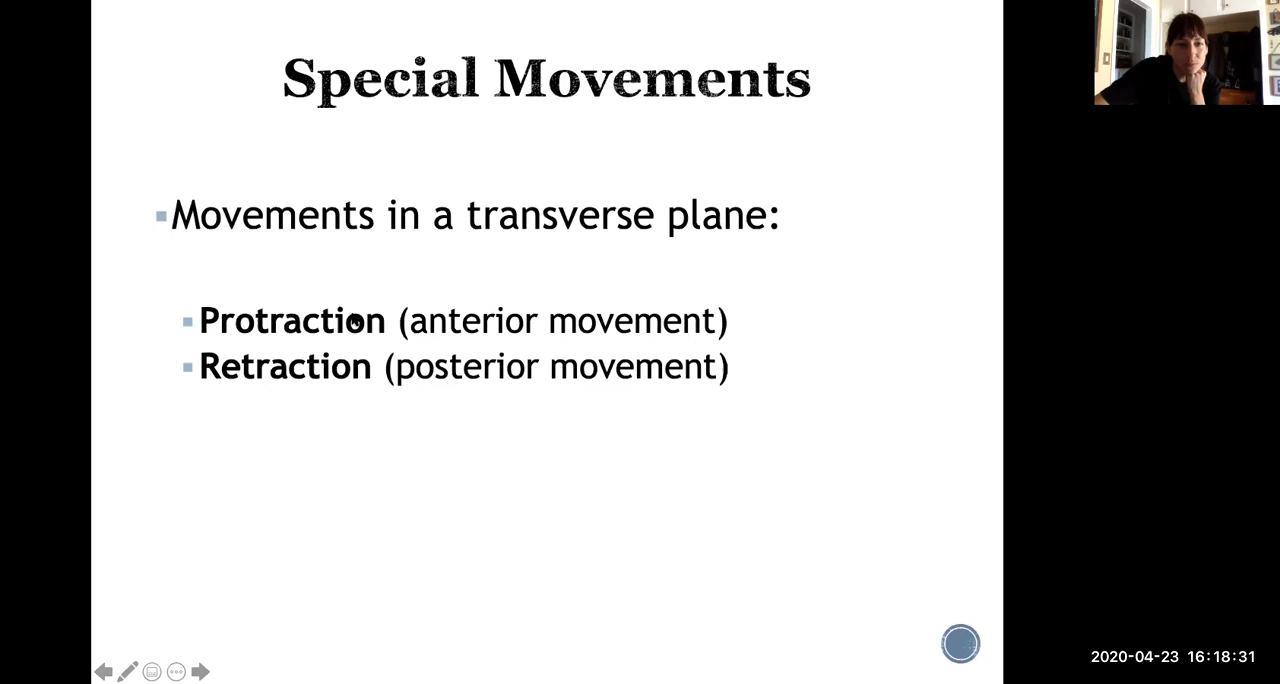 Special Movements
Movements in a transverse plane:
Protraction (anterior movement)
Retraction (posterior movement)
2020-04-23 16:18:31